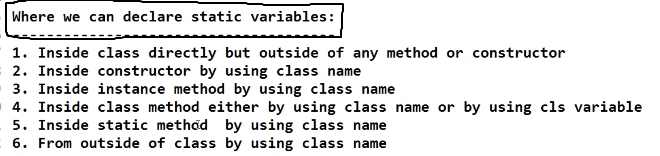 Where we can declare static variables:
-------------------------------------
1. Inside class directly but outside of any method or constructor
2. Inside constructor by using class name
3. Inside instance method by using class name
4. Inside class method either by using class name or by using cls variable
5. Inside static method by using class name
6. From outside of class by using class name